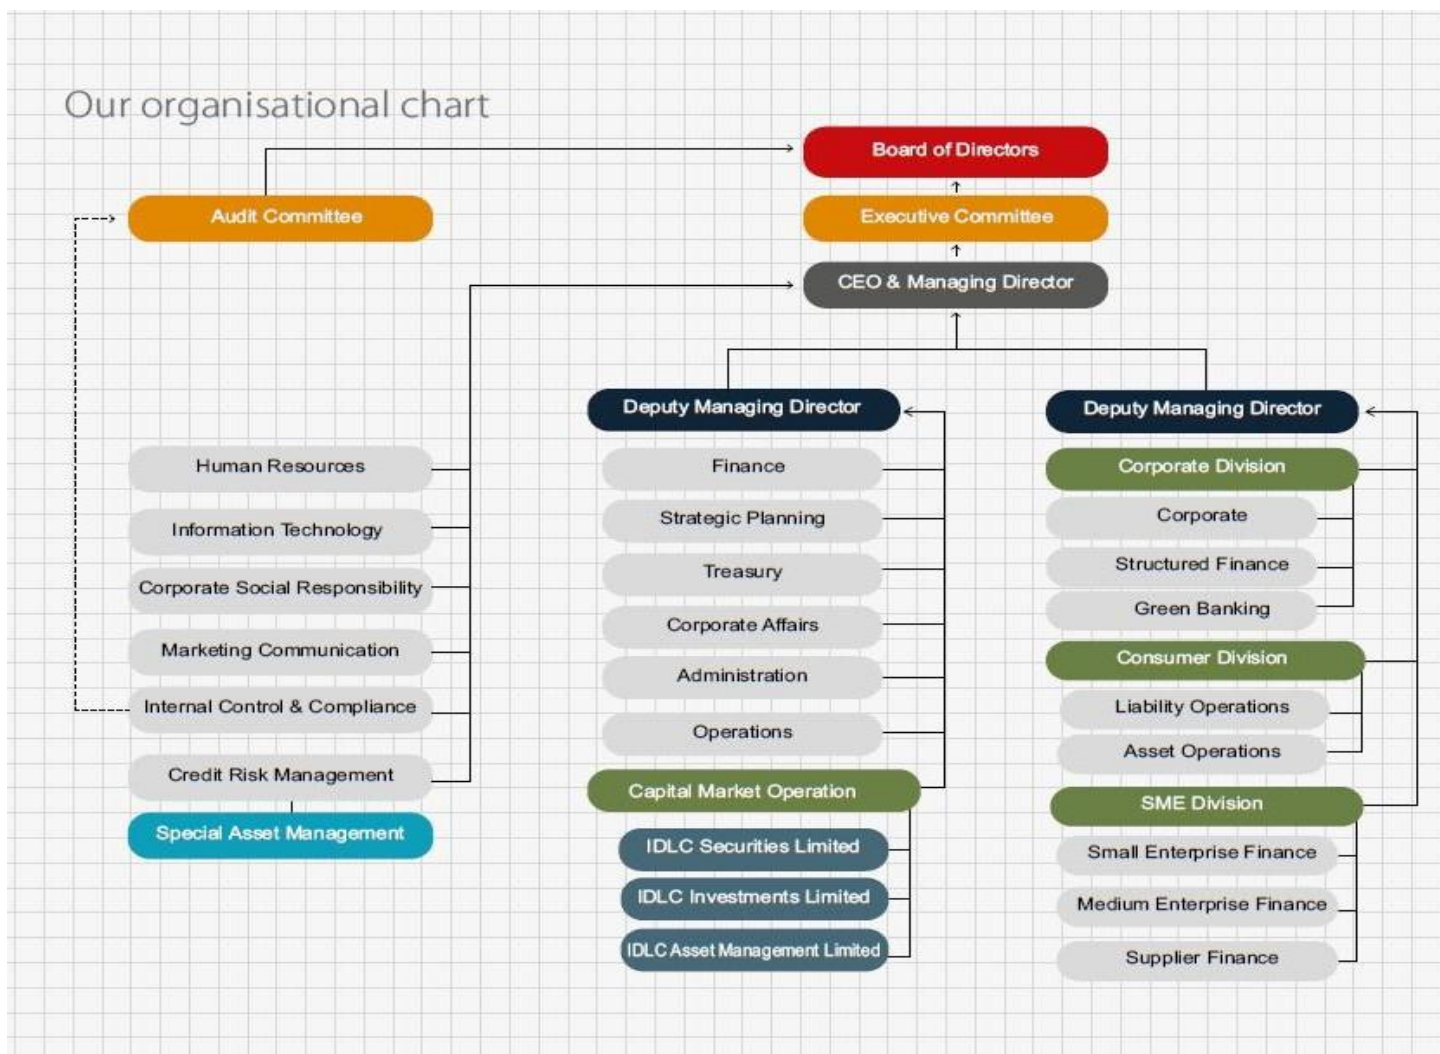 Our organisational chart
Board of Directors
Audit Committee
Executive Committee
CEO & Managing Director
Human Resources
Information Technology
Corporate Social Responsibility
Marketing Communication
Internal Control & Compliance
Credit Risk Management
Special Asset Management
Deputy Managing Director
Finance
Strategic Planning
Treasury
Corporate Affairs
Administration
Operations
Capital Market Operation
IDLC Securities Limited
IDLC Investments Limited
IDLC Asset Management Limited
Deputy Managing Director
Corporate Division
Corporate
Structured Finance
Green Banking
Consumer Division
Liability Operations
Asset Operations
SME Division
Small Enterprise Finance
Medium Enterprise Finance
Supplier Finance